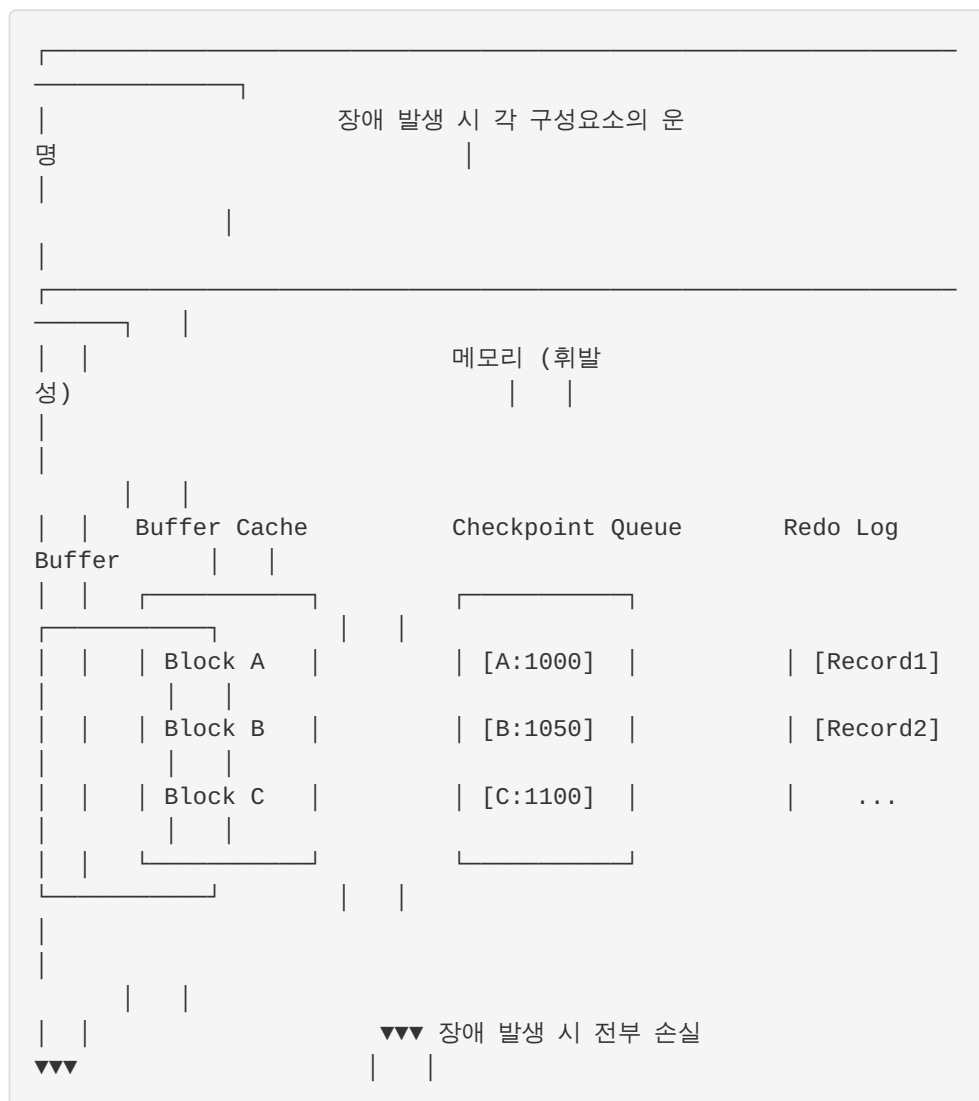 ┌───────────────────────────────────────────────────────────────
──────────────┐
│                    장애 발생 시 각 구성요소의 운
명                            │
│
             │
│
┌───────────────────────────────────────────────────────────────
──────┐   │
│  │                         메모리 (휘발
성)                              │   │
│
│
      │   │
│  │   Buffer Cache          Checkpoint Queue       Redo Log
Buffer      │   │
│  │   ┌───────────┐         ┌───────────┐
┌───────────┐        │   │
│  │   │ Block A   │         │ [A:1000]  │          │ [Record1]
│        │   │
│  │   │ Block B   │         │ [B:1050]  │          │ [Record2]
│        │   │
│  │   │ Block C   │         │ [C:1100]  │          │    ...
│        │   │
│  │   └───────────┘         └───────────┘
└───────────┘        │   │
│
│
      │   │
│  │                    ▼▼▼ 장애 발생 시 전부 손실
▼▼▼                    │   │